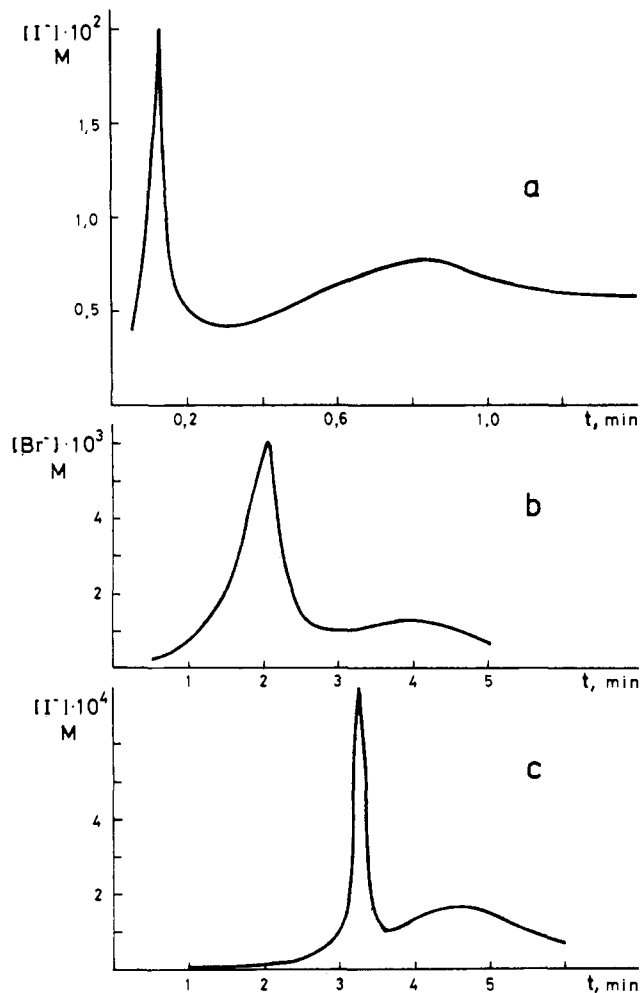 [I⁻]·10²
M
1,5
1,0
0,5
a
0,2 0,6 1,0 t, min
[Br⁻]·10³
M
4
2
b
1 2 3 4 5 t, min
[I⁻]·10⁴
M
4
2
c
1 2 3 4 5 t, min